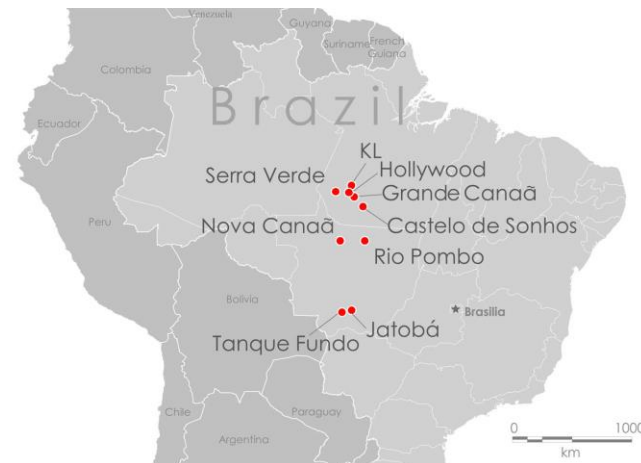 Venezuela
Guyana
Suriname
French
Guiana
Colombia
Brazil
Ecuador
KL
Hollywood
Serra Verde
Grande Canaã
Peru
Nova Canaã
Castelo de Sonhos
Rio Pombo
Bolivia
Brasilia
Jatobá
Tanque Fundo
Paraguay
Chile
Argentina
0 1000
km